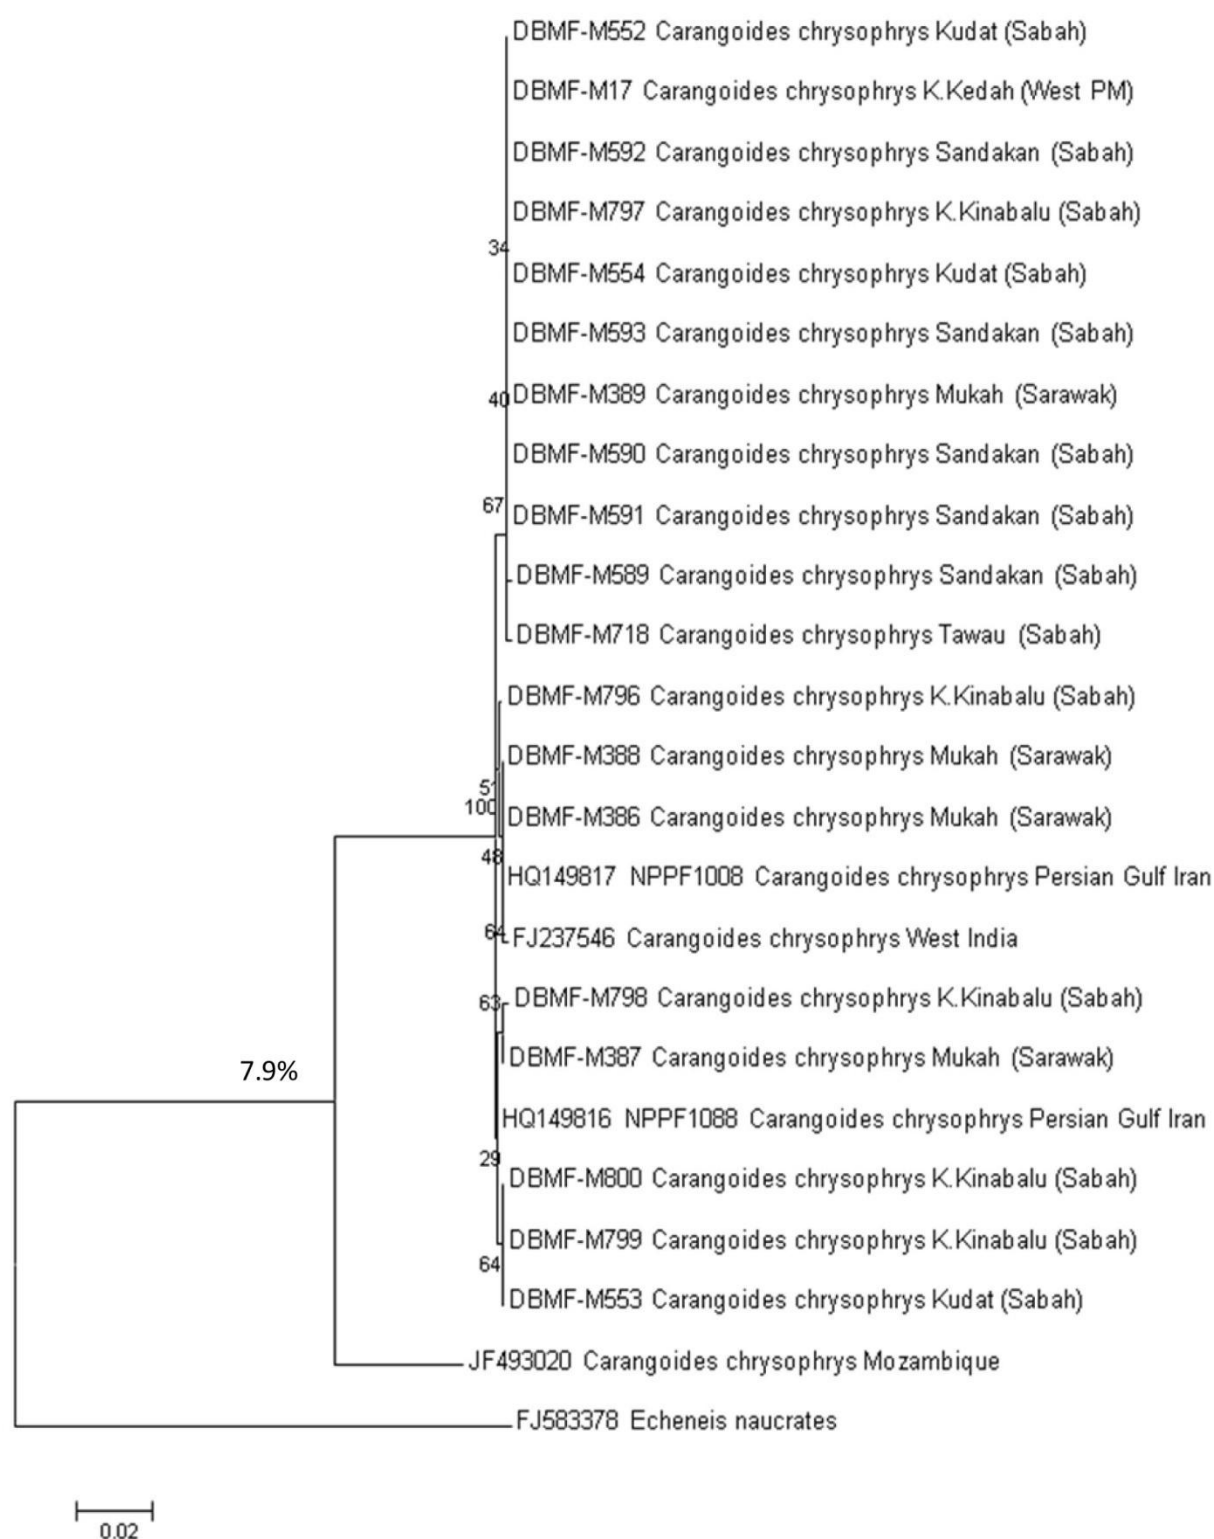 DBMF-M552 Carangoides chrysophrys Kudat (Sabah)
DBMF-M17 Carangoides chrysophrys K.Kedah (West PM)
DBMF-M592 Carangoides chrysophrys Sandakan (Sabah)
DBMF-M797 Carangoides chrysophrys K.Kinabalu (Sabah)
34
DBMF-M554 Carangoides chrysophrys Kudat (Sabah)
DBMF-M593 Carangoides chrysophrys Sandakan (Sabah)
40
DBMF-M389 Carangoides chrysophrys Mukah (Sarawak)
DBMF-M590 Carangoides chrysophrys Sandakan (Sabah)
67
DBMF-M591 Carangoides chrysophrys Sandakan (Sabah)
DBMF-M589 Carangoides chrysophrys Sandakan (Sabah)
DBMF-M718 Carangoides chrysophrys Tawau (Sabah)
DBMF-M796 Carangoides chrysophrys K.Kinabalu (Sabah)
DBMF-M388 Carangoides chrysophrys Mukah (Sarawak)
51
100
DBMF-M386 Carangoides chrysophrys Mukah (Sarawak)
48
HQ149817 NPPF1008 Carangoides chrysophrys Persian Gulf Iran
64
FJ237546 Carangoides chrysophrys West India
63
DBMF-M798 Carangoides chrysophrys K.Kinabalu (Sabah)
DBMF-M387 Carangoides chrysophrys Mukah (Sarawak)
7.9%
HQ149816 NPPF1088 Carangoides chrysophrys Persian Gulf Iran
29
DBMF-M800 Carangoides chrysophrys K.Kinabalu (Sabah)
DBMF-M799 Carangoides chrysophrys K.Kinabalu (Sabah)
64
DBMF-M553 Carangoides chrysophrys Kudat (Sabah)
JF493020 Carangoides chrysophrys Mozambique
FJ583378 Echeneis naucrates
0.02